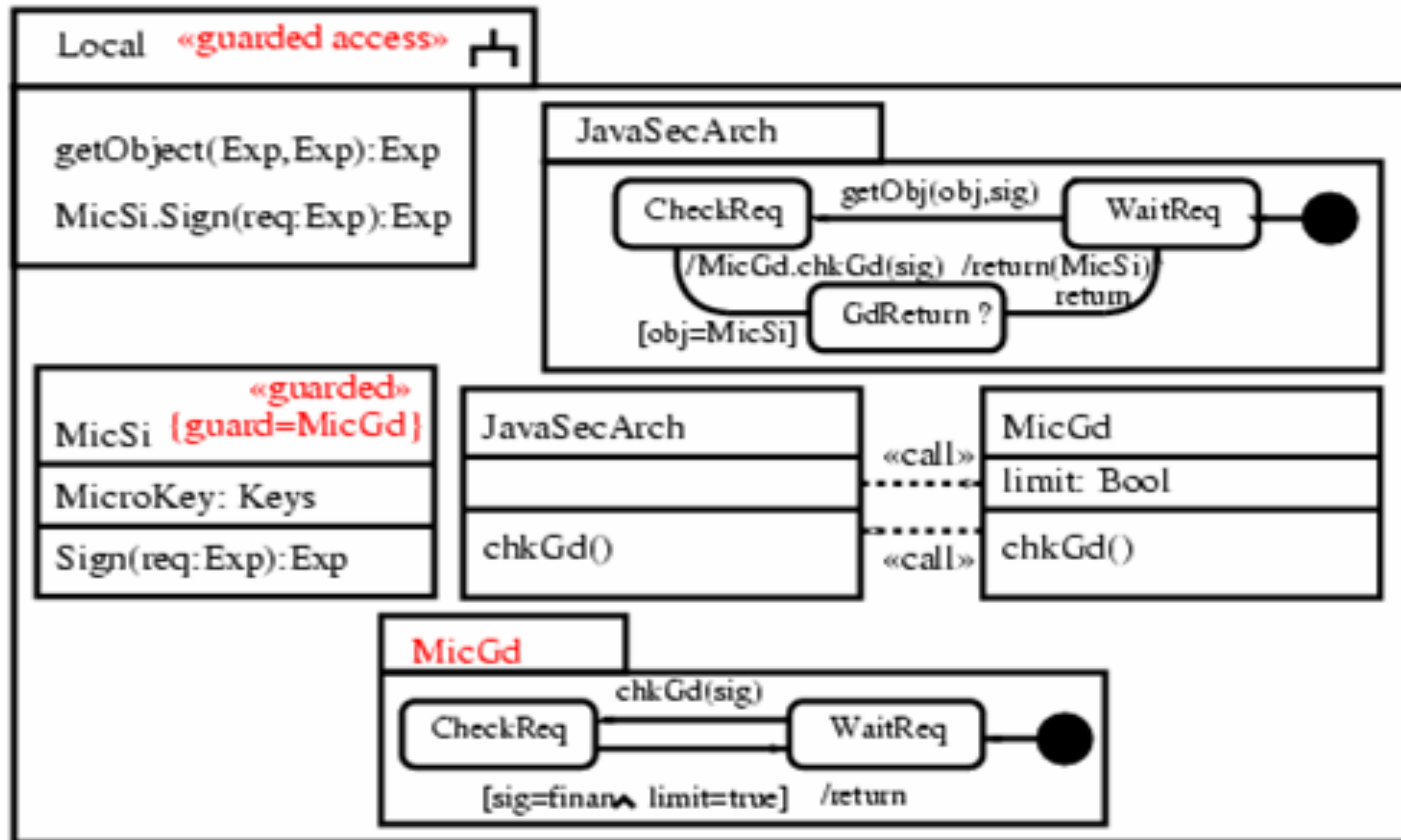 Local «guarded access»
getObject(Exp,Exp):Exp
MicSi.Sign(req:Exp):Exp
JavaSecArch
CheckReq
getObj(obj,sig)
WaitReq
/MicGd.chkGd(sig) /return(MicSi)
return
GdReturn ?
[obj=MicSi]
«guarded»
MicSi {guard=MicGd}
MicroKey: Keys
Sign(req:Exp):Exp
JavaSecArch
chkGd()
«call»
«call»
MicGd
limit: Bool
chkGd()
MicGd
chkGd(sig)
CheckReq
WaitReq
[sig=finan∧ limit=true] /return